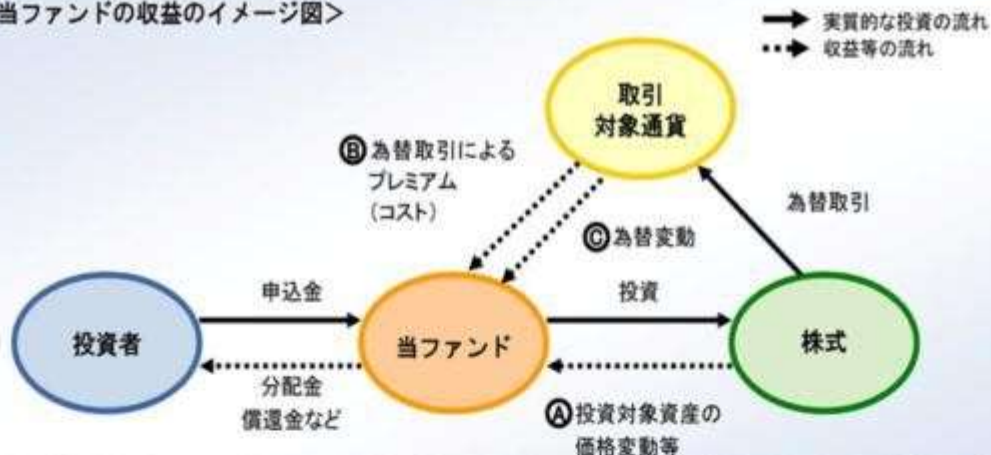 当ファンドの収益のイメージ図＞
実質的な投資の流れ
収益等の流れ
取引
対象通貨
Ⓑ為替取引による
プレミアム
（コスト）
Ⓒ為替変動
為替取引
投資者
申込金
分配金
償還金など
当ファンド
投資
Ⓐ投資対象資産の
価格変動等
株式